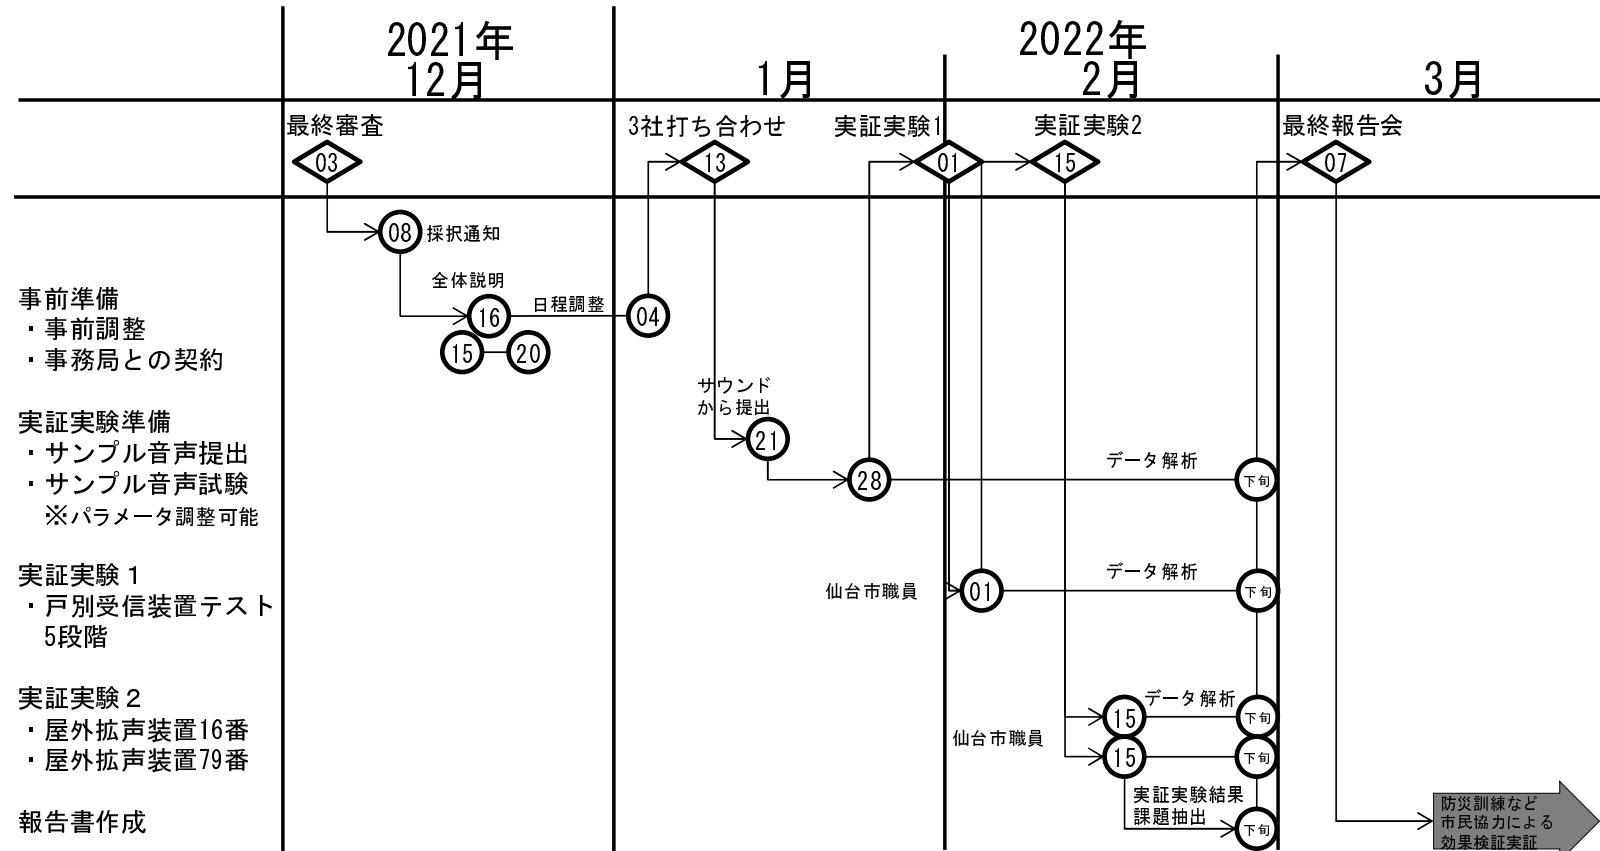 2021年
2022年
12月
1月
2月
3月
最終審査
3社打ち合わせ
実証実験1
実証実験2
最終報告会
03
13
01
15
07
08
採択通知
全体説明
事前準備
・事前調整
・事務局との契約
16
日程調整
04
15
20
サウンド
から提出
実証実験準備
・サンプル音声提出
・サンプル音声試験
※パラメータ調整可能
21
データ解析
28
下旬
実証実験１
・戸別受信装置テスト
5段階
データ解析
仙台市職員
01
下旬
実証実験２
・屋外拡声装置16番
・屋外拡声装置79番
データ解析
15
下旬
仙台市職員
15
下旬
報告書作成
実証実験結果
課題抽出
下旬
防災訓練など
市民協力による
効果検証実証